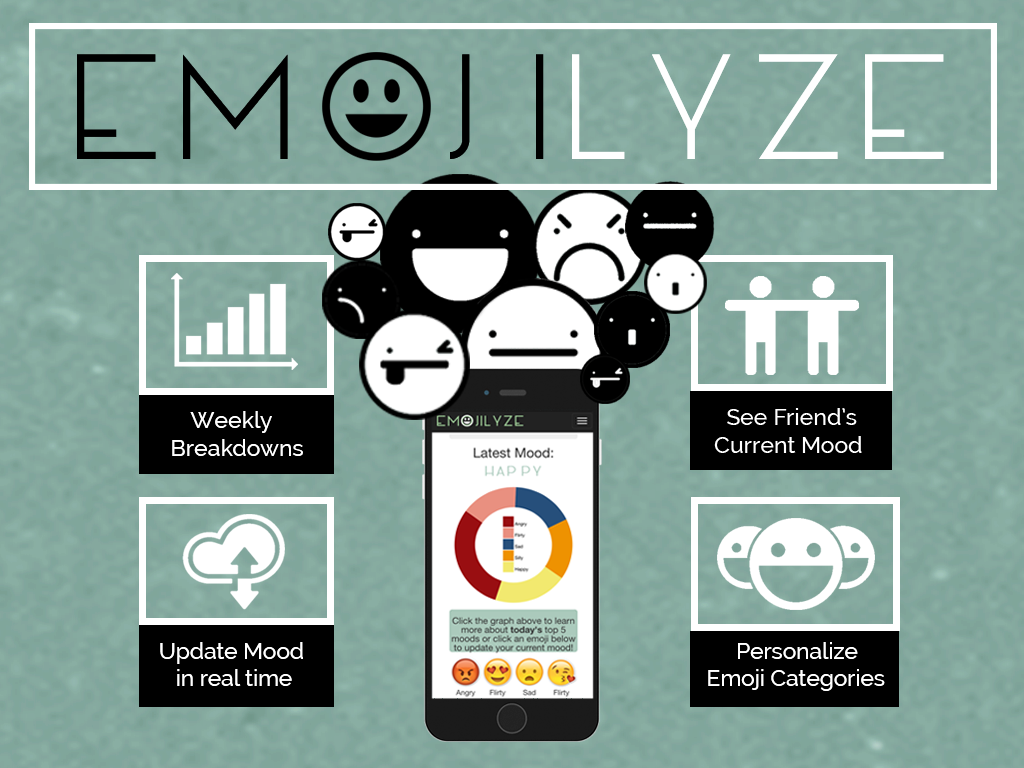 EMOJILYZE
Weekly
Breakdowns
See Friend's
Current Mood
Update Mood
in real time
Personalize
Emoji Categories
EMOJILYZE
Latest Mood:
HAPPY
Angry
Flirty
Sad
Silly
Happy
Click the graph above to learn
more about today's top 5
moods or click an emoji below
to update your current mood!
Angry Flirty Sad Flirty